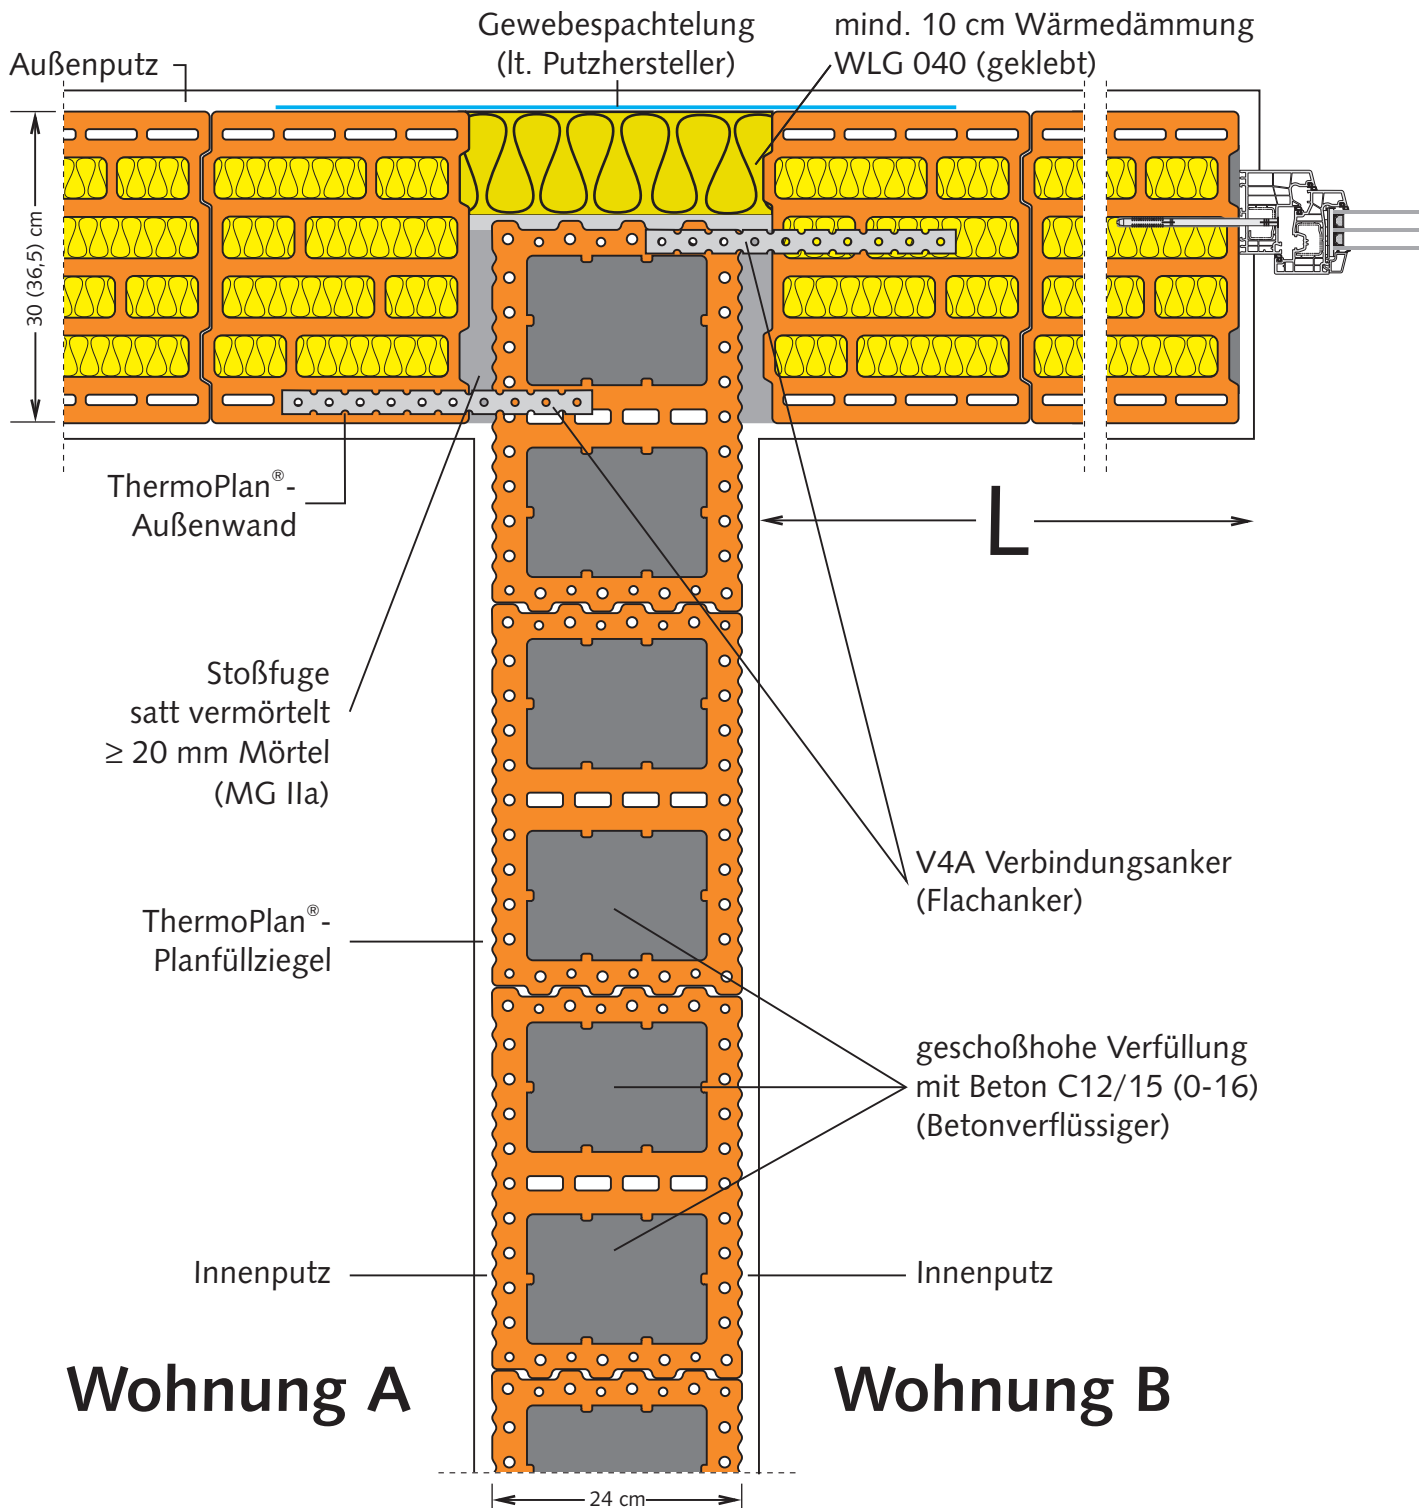 Gewebespachtelung
(lt. Putzhersteller)
mind. 10 cm Wärmedämmung
WLG 040 (geklebt)
Außenputz
30 (36,5) cm
ThermoPlan®-
Außenwand
L
Stoßfuge
satt vermörtelt
≥ 20 mm Mörtel
(MG IIa)
V4A Verbindungsanker
(Flachanker)
ThermoPlan®-
Planfüllziegel
geschoßhohe Verfüllung
mit Beton C12/15 (0-16)
(Betonverflüssiger)
Innenputz
Innenputz
Wohnung A
Wohnung B
24 cm